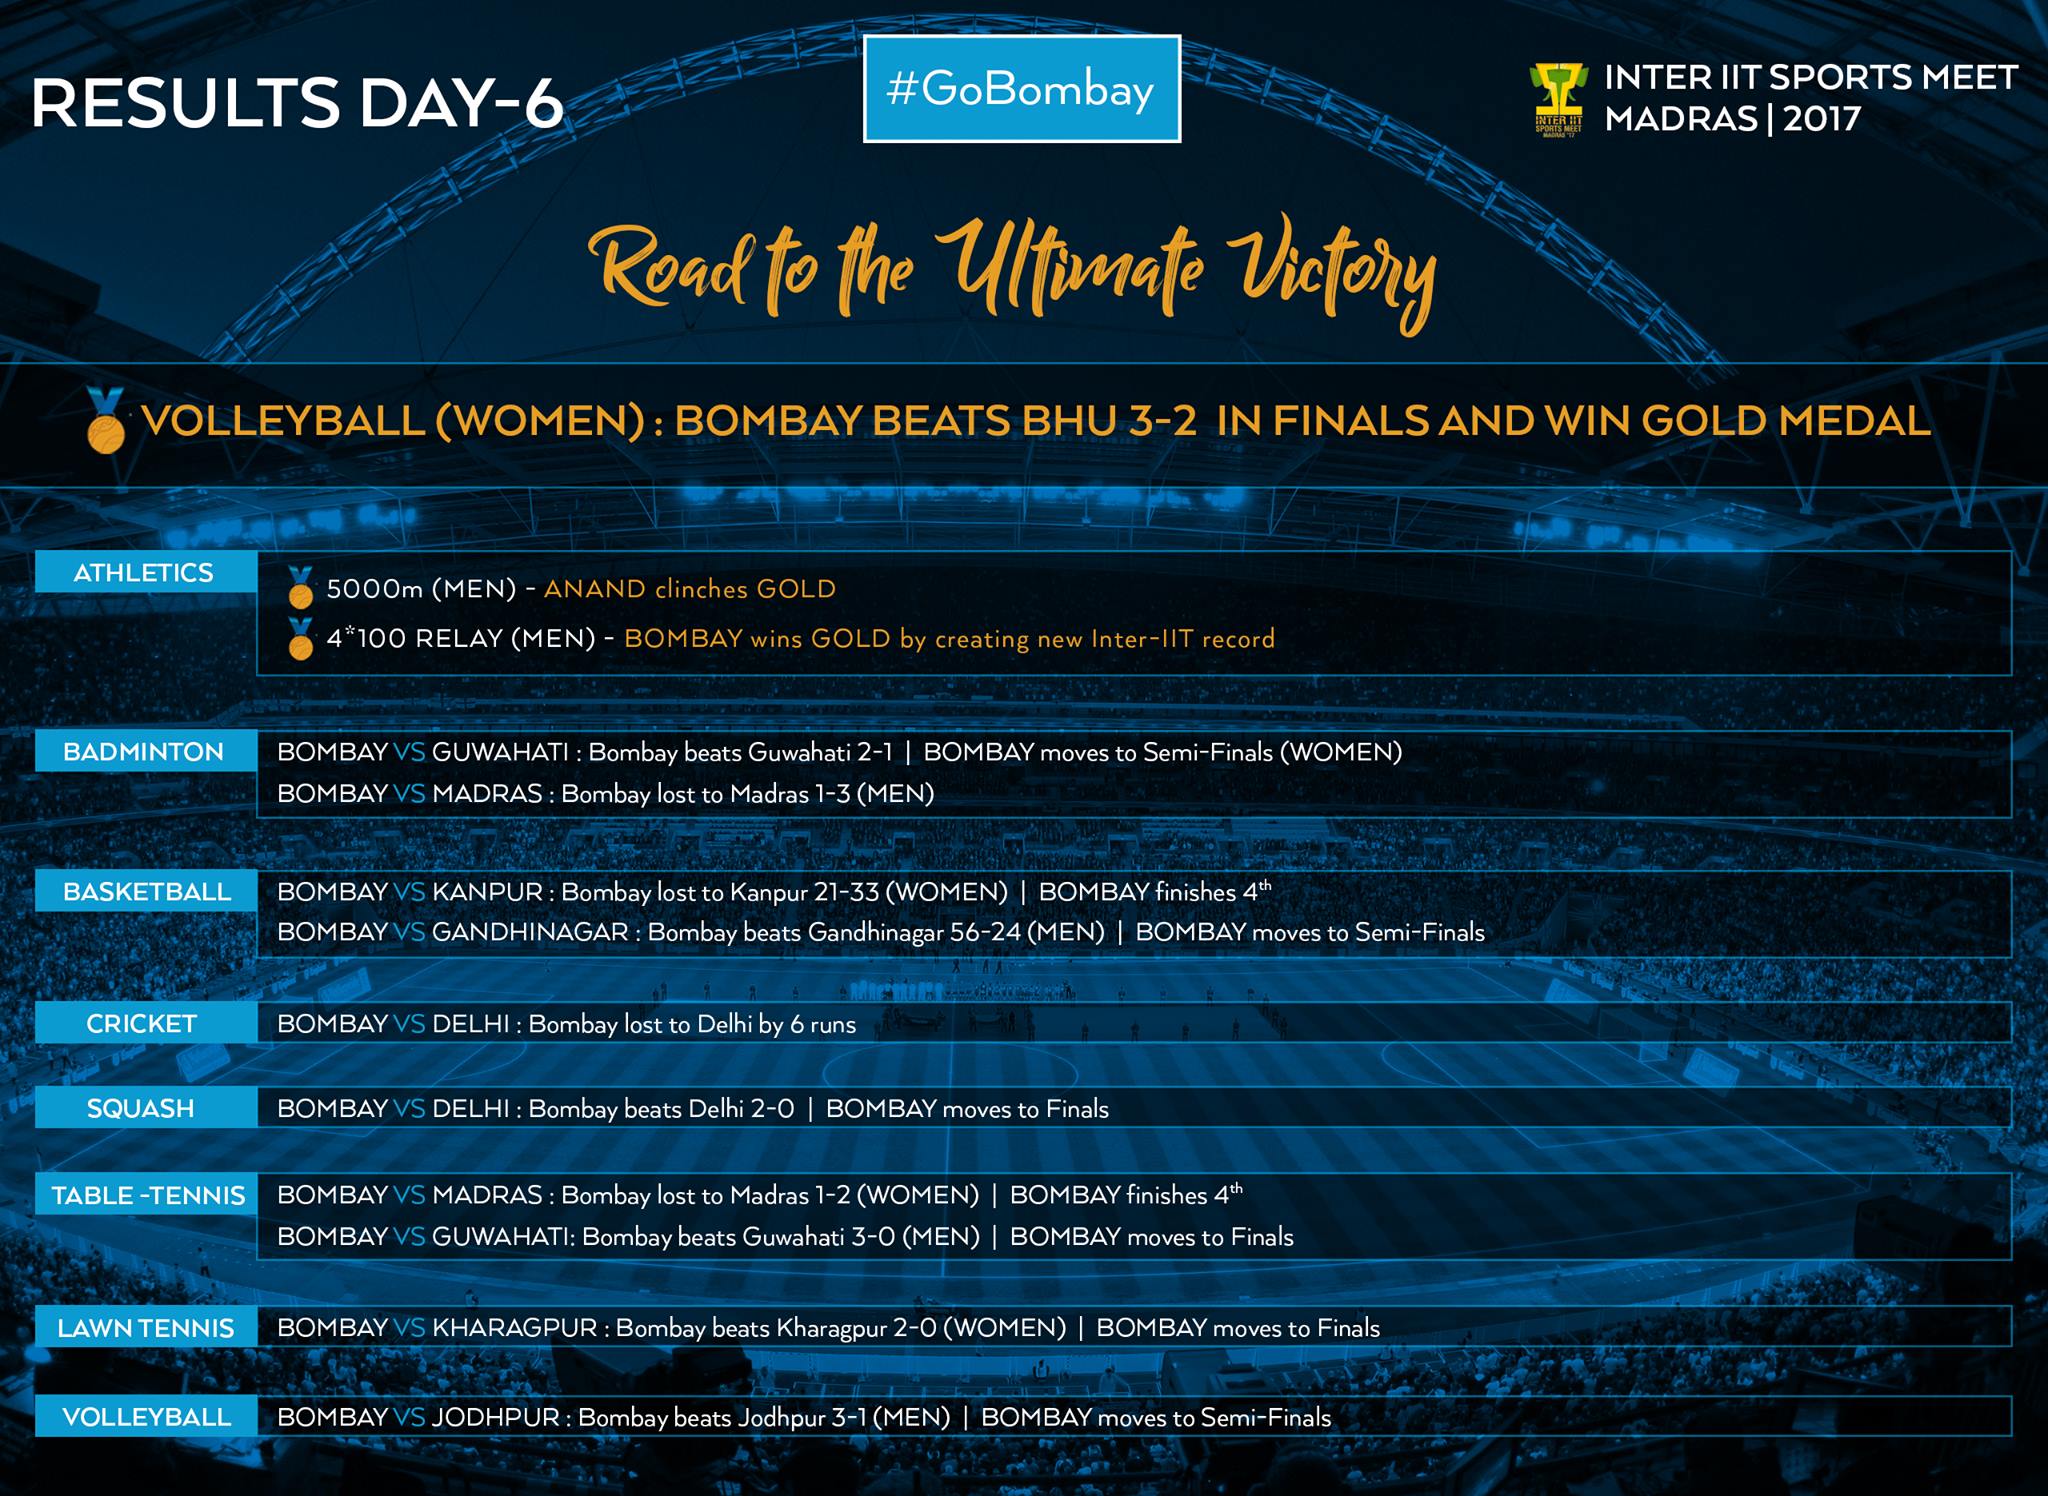 RESULTS DAY-6
#GoBombay
INTER IIT SPORTS MEET
MADRAS | 2017
INTER IIT
SPORTS MEET
MADRAS '17
Road to the Ultimate Victory
VOLLEYBALL (WOMEN) : BOMBAY BEATS BHU 3-2 IN FINALS AND WIN GOLD MEDAL
ATHLETICS
5000m (MEN) - ANAND clinches GOLD
4*100 RELAY (MEN) - BOMBAY wins GOLD by creating new Inter-IIT record
BADMINTON
BOMBAY VS GUWAHATI : Bombay beats Guwahati 2-1 | BOMBAY moves to Semi-Finals (WOMEN)
BOMBAY VS MADRAS : Bombay lost to Madras 1-3 (MEN)
BASKETBALL
BOMBAY VS KANPUR : Bombay lost to Kanpur 21-33 (WOMEN) | BOMBAY finishes 4th
BOMBAY VS GANDHINAGAR : Bombay beats Gandhinagar 56-24 (MEN) | BOMBAY moves to Semi-Finals
CRICKET
BOMBAY VS DELHI : Bombay lost to Delhi by 6 runs
SQUASH
BOMBAY VS DELHI : Bombay beats Delhi 2-0 | BOMBAY moves to Finals
TABLE -TENNIS
BOMBAY VS MADRAS : Bombay lost to Madras 1-2 (WOMEN) | BOMBAY finishes 4th
BOMBAY VS GUWAHATI: Bombay beats Guwahati 3-0 (MEN) | BOMBAY moves to Finals
LAWN TENNIS
BOMBAY VS KHARAGPUR : Bombay beats Kharagpur 2-0 (WOMEN) | BOMBAY moves to Finals
VOLLEYBALL
BOMBAY VS JODHPUR : Bombay beats Jodhpur 3-1 (MEN) | BOMBAY moves to Semi-Finals